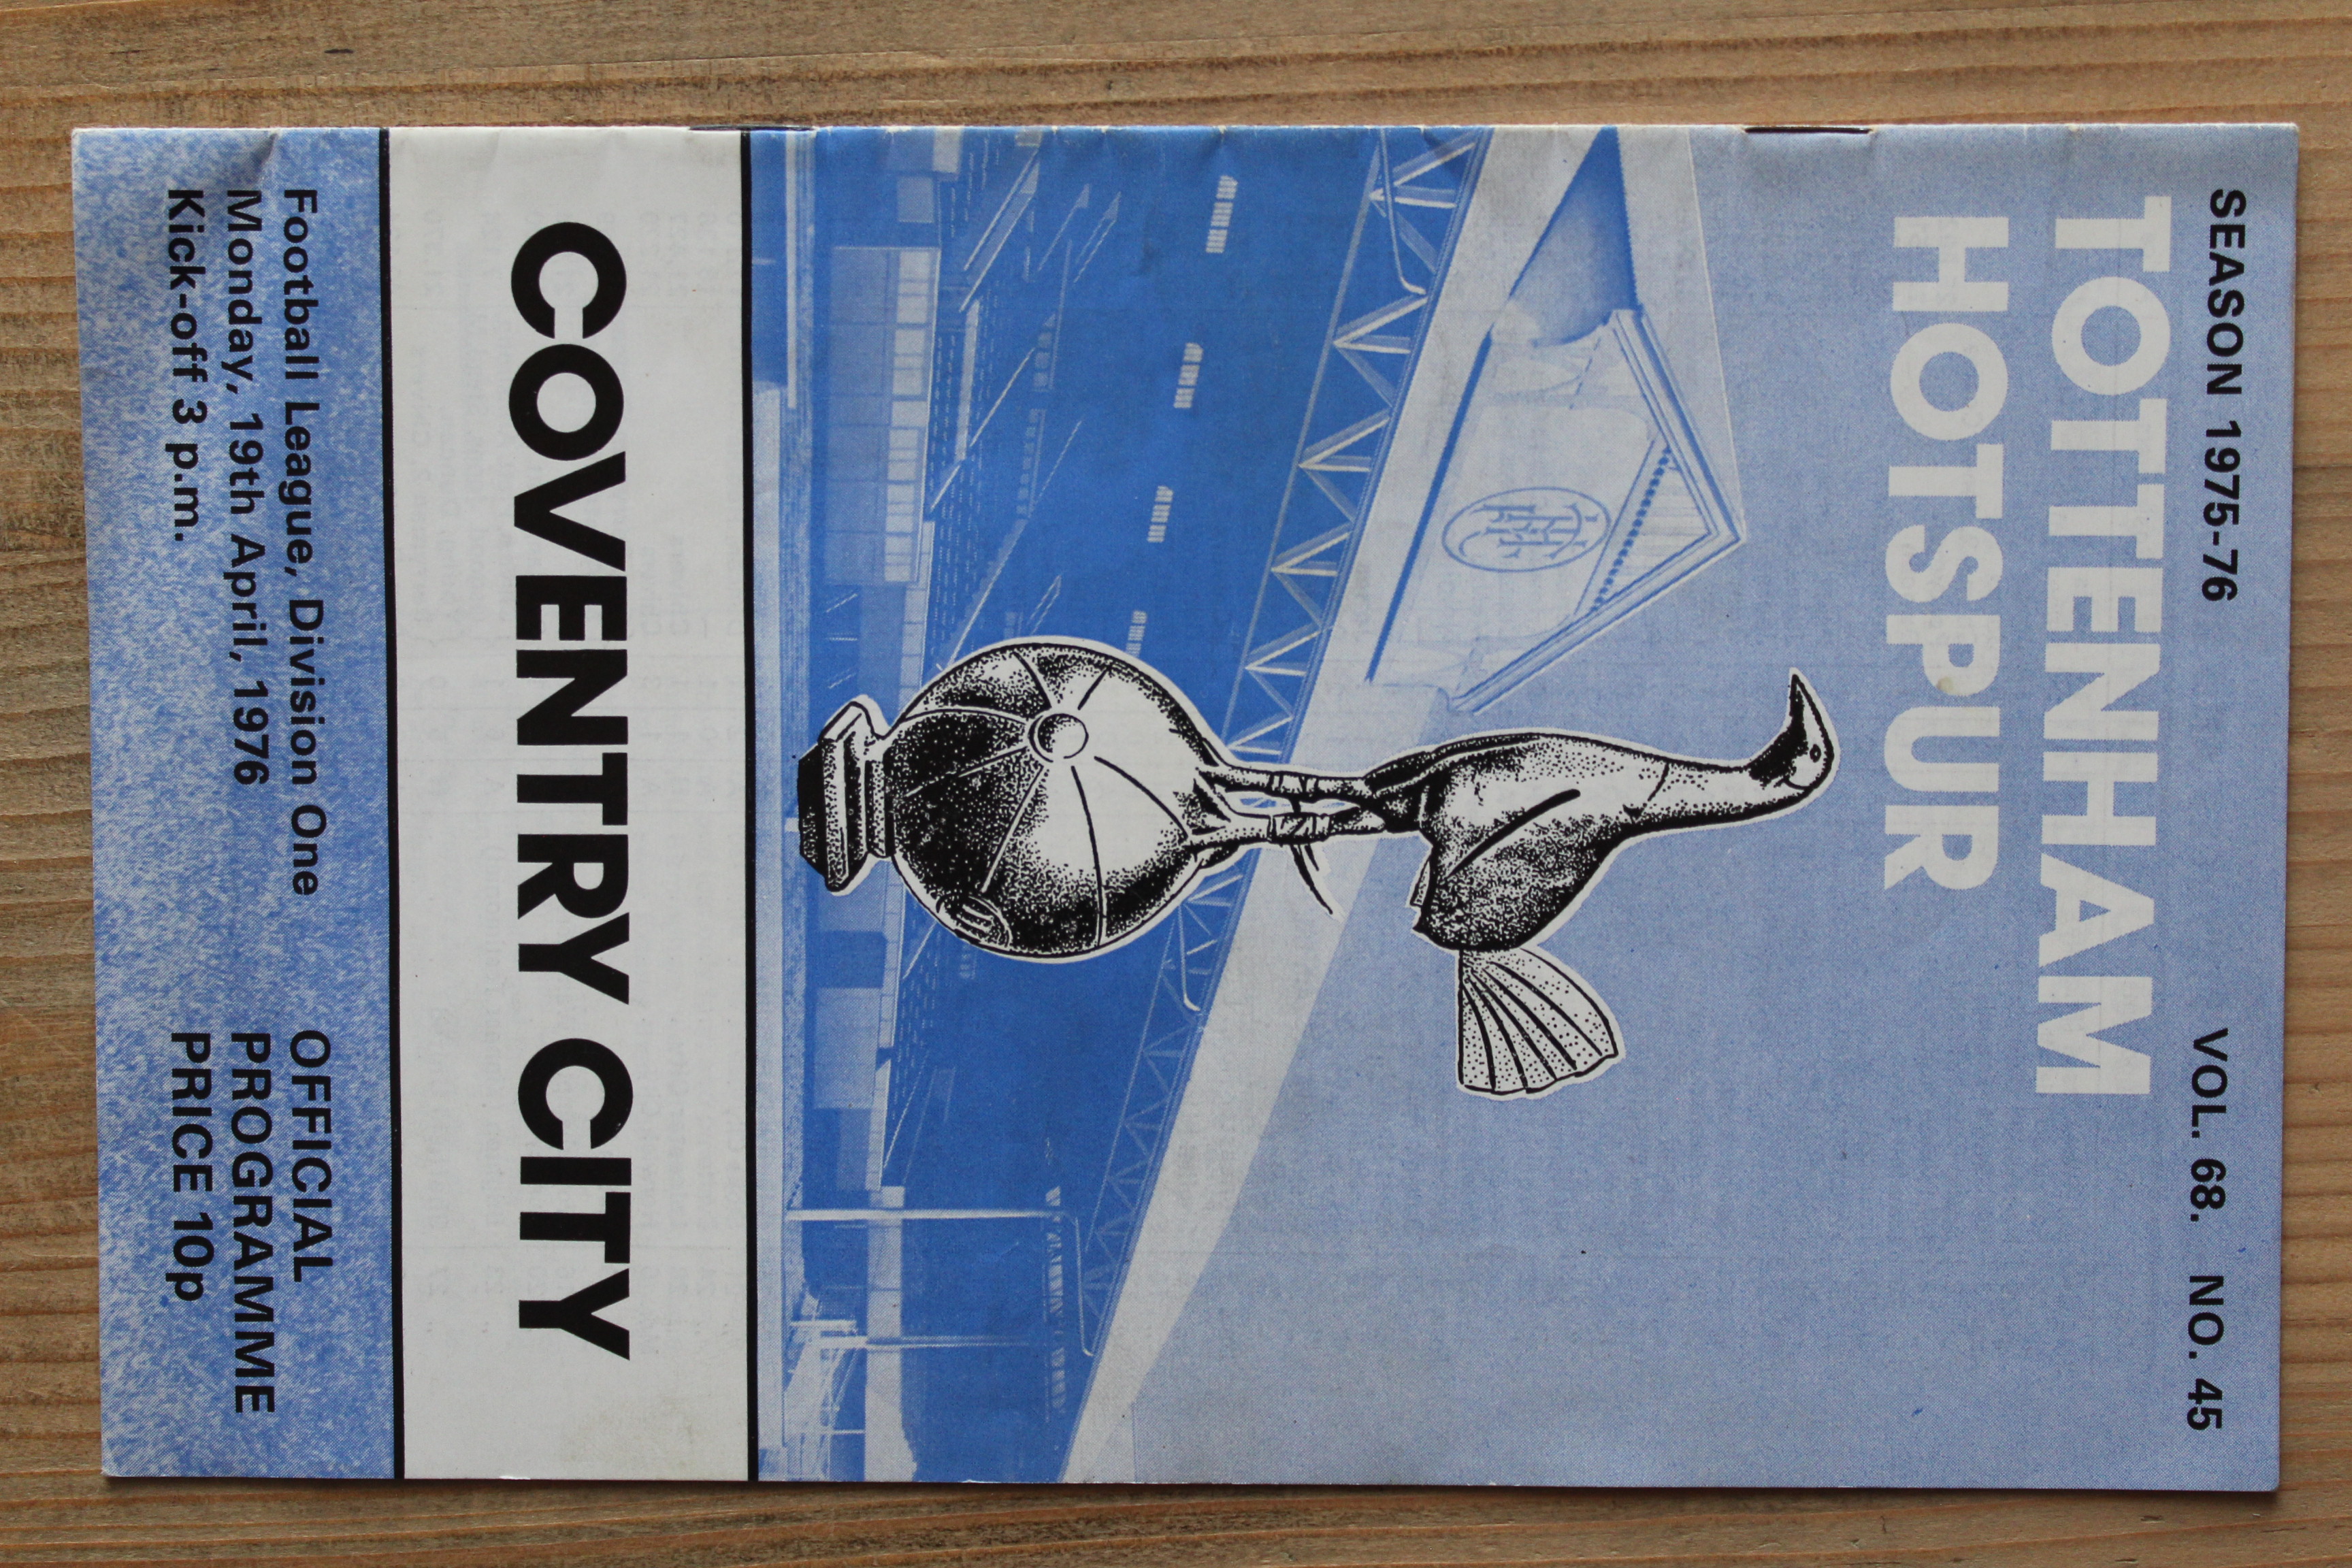 SEASON 1975-76 VOL. 68. NO. 45
TOTTENHAM
HOTSPUR
COVENTRY CITY
Football League, Division One
Monday, 19th April, 1976
Kick-off 3 p.m.
OFFICIAL
PROGRAMME
PRICE 10p